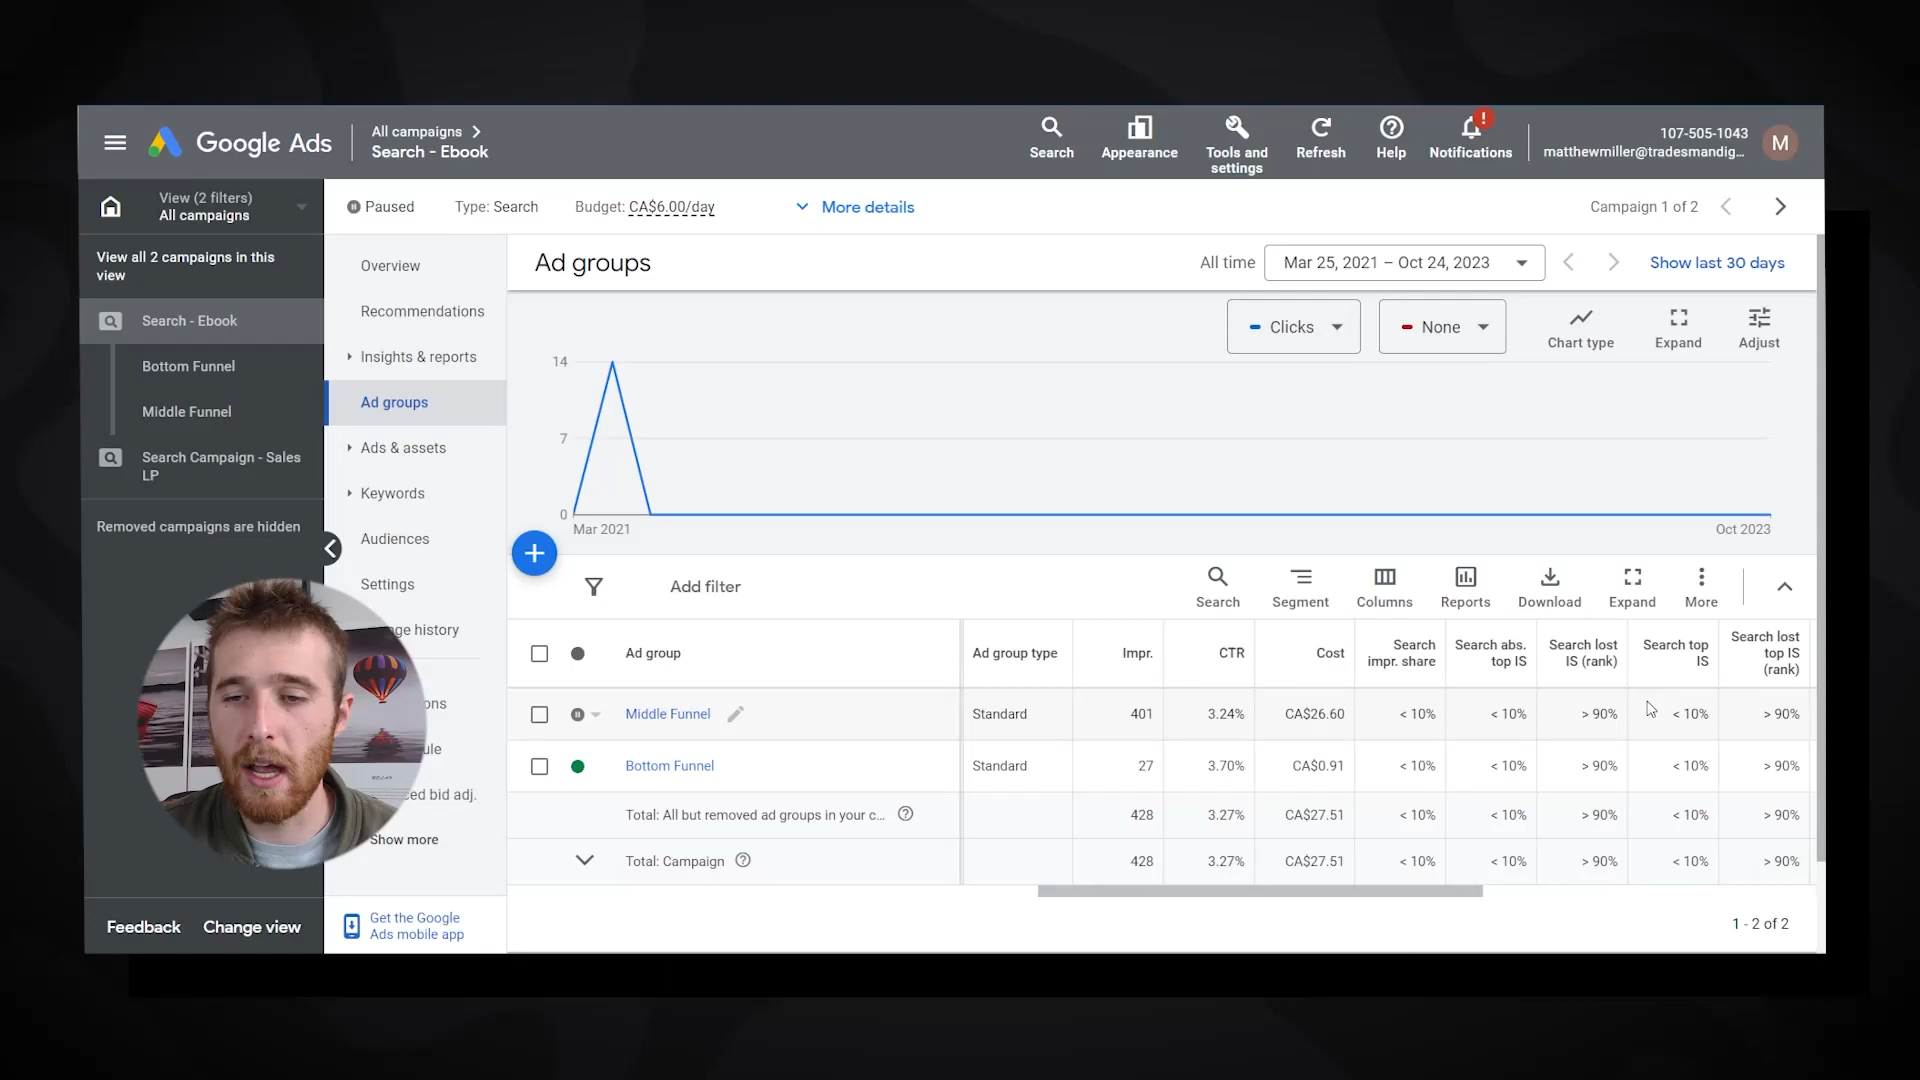 Google Ads
All campaigns
Search - Ebook
Search
Appearance
Tools and
settings
Refresh
Help
Notifications
!
107-505-1043
matthewmiller@tradesmandig...
M
View (2 filters)
All campaigns
Paused
Type: Search
Budget: CA$6.00/day
More details
Campaign 1 of 2
View all 2 campaigns in this
view
Search - Ebook
Bottom Funnel
Middle Funnel
Search Campaign - Sales
LP
Removed campaigns are hidden
Overview
Recommendations
Insights & reports
Ad groups
Ads & assets
Keywords
Audiences
Settings
ge history
ons
ule
ced bid adj.
Show more
Feedback
Change view
Get the Google
Ads mobile app
Ad groups
All time
Mar 25, 2021 – Oct 24, 2023
Show last 30 days
Clicks
None
Chart type
Expand
Adjust
14
7
0
Mar 2021
Oct 2023
Add filter
Search
Segment
Columns
Reports
Download
Expand
More
Ad group Ad group type Impr. CTR Cost Search impr. share Search abs. top IS Search lost IS (rank) Search top IS Search lost top IS (rank)
Middle Funnel Standard 401 3.24% CA$26.60 < 10% < 10% > 90% < 10% > 90%
Bottom Funnel Standard 27 3.70% CA$0.91 < 10% < 10% > 90% < 10% > 90%
Total: All but removed ad groups in your c... 428 3.27% CA$27.51 < 10% < 10% > 90% < 10% > 90%
Total: Campaign 428 3.27% CA$27.51 < 10% < 10% > 90% < 10% > 90%
1 - 2 of 2